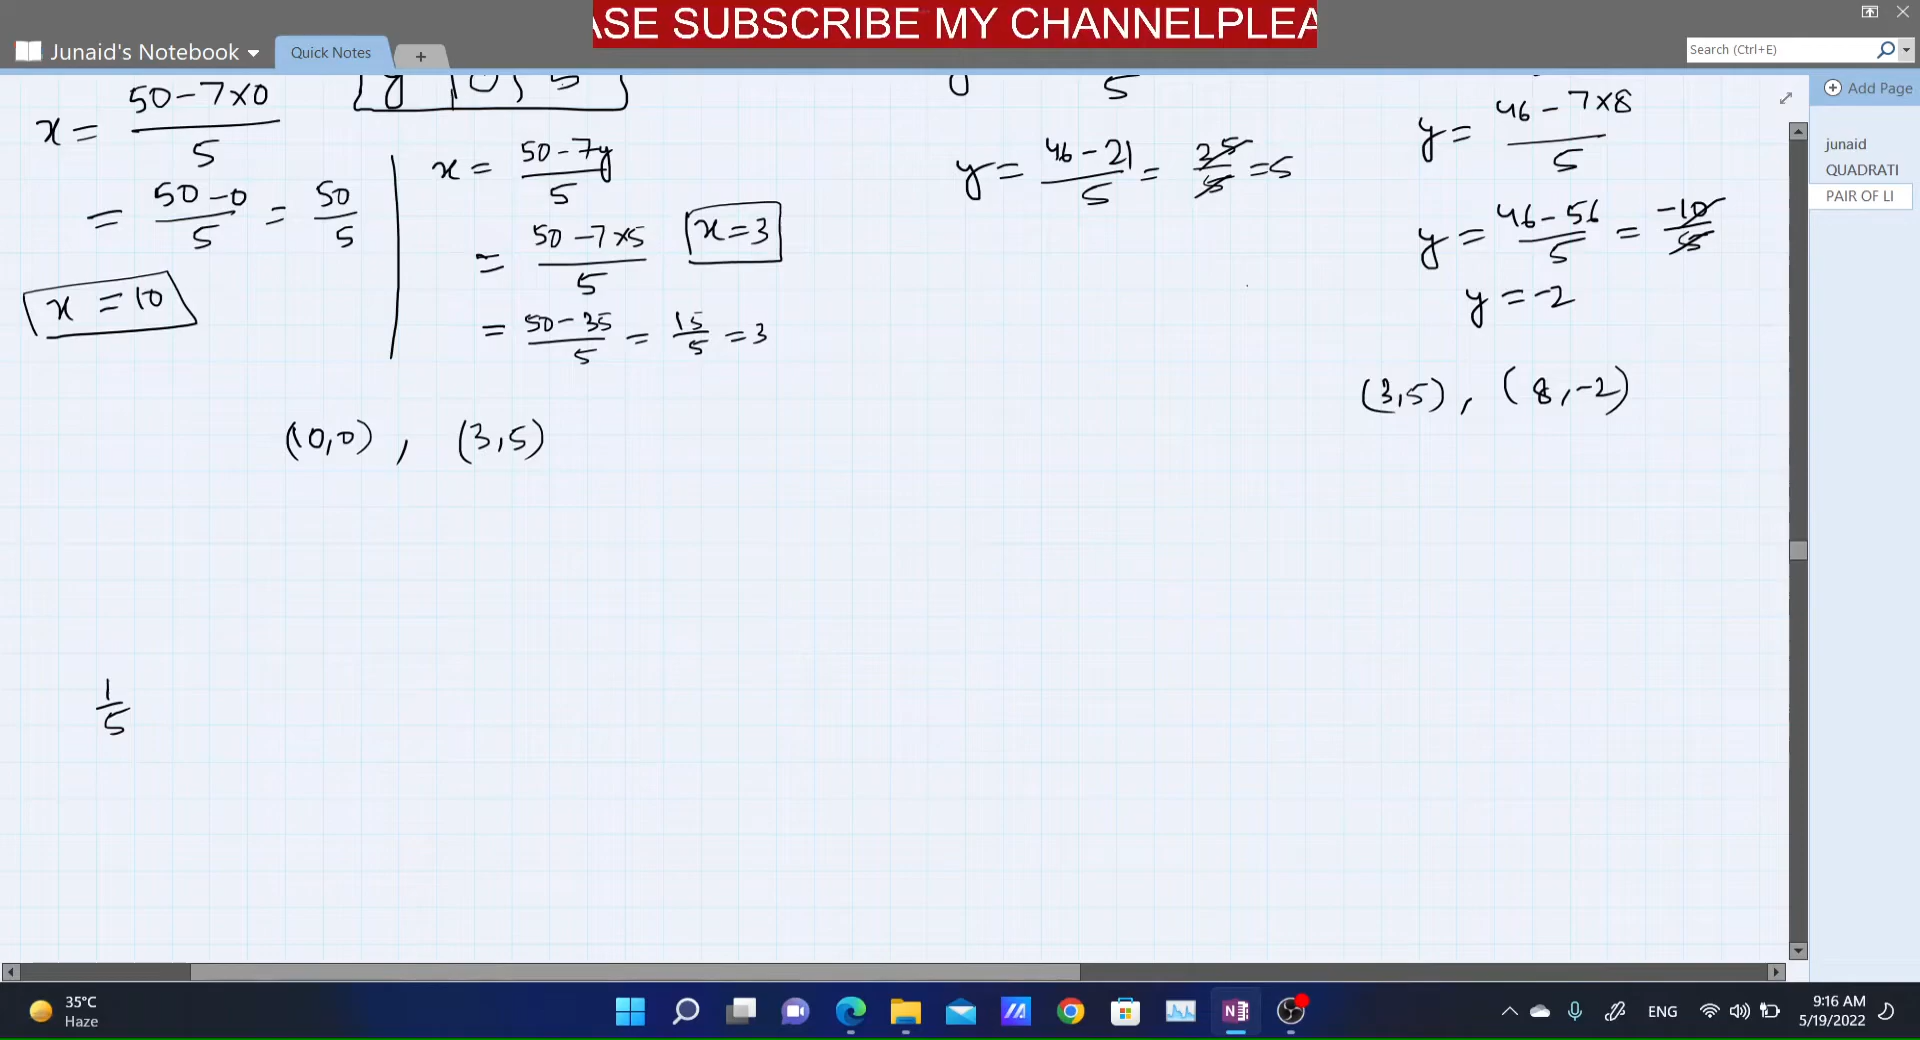 ASE SUBSCRIBE MY CHANNELPLEA
Junaid's Notebook
Quick Notes
+
Search (Ctrl+E)
Add Page
junaid
QUADRATI
PAIR OF LI
x = 50 - 7×0 / 5
= 50 - 0 / 5 = 50 / 5
x = 10
y | 0, 5
x = 50 - 7y / 5
= 50 - 7×5 / 5
x = 3
= 50 - 35 / 5 = 15 / 5 = 3
(10,0) , (3,5)
y 5
y = 46 - 21 / 5 = 25 / 5 = 5
y = 46 - 7×8 / 5
y = 46 - 56 / 5 = -10 / 5
y = -2
(3,5) , (8,-2)
1/5
35°C
Haze
ENG
9:16 AM
5/19/2022